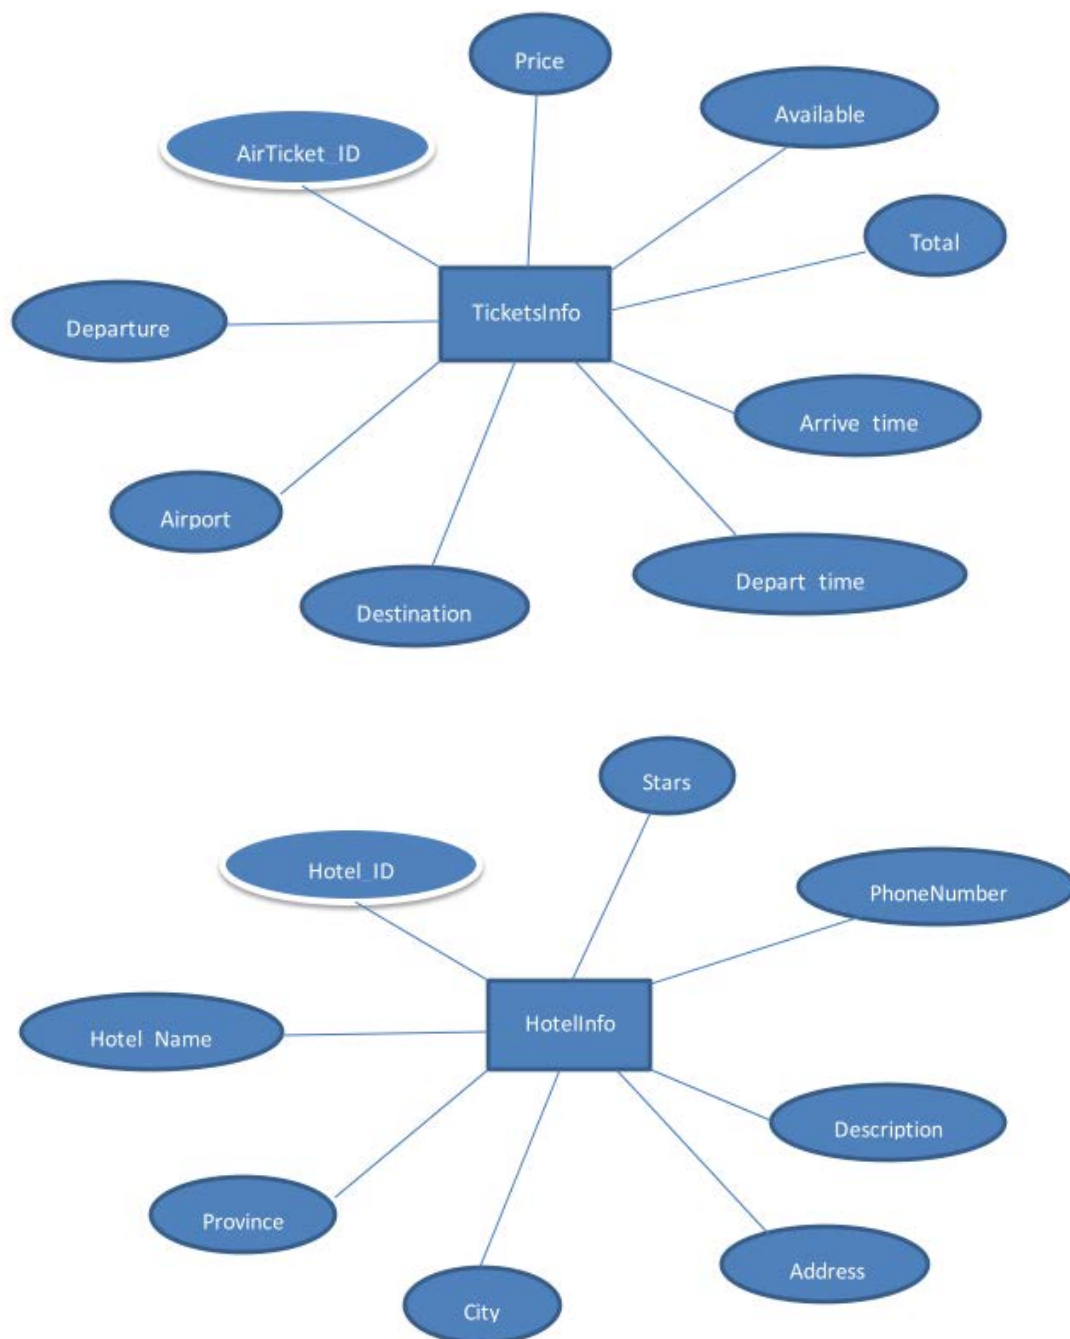 Price
Available
AirTicket_ID
Total
TicketsInfo
Departure
Arrive_time
Airport
Depart_time
Destination
Stars
Hotel_ID
PhoneNumber
HotelInfo
Hotel_Name
Description
Province
Address
City